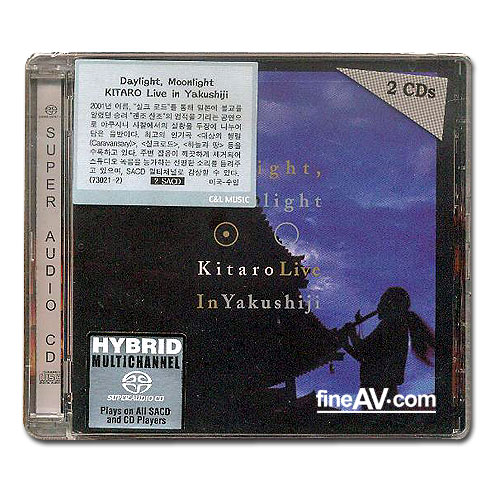 Daylight, Moonlight
KITARO Live in Yakushiji
2001년 여름, "실크 로드"를 통해 일본에 불교를
알렸던 승려 "겐조 산조"의 업적을 기리는 공연으
로 야쿠시지 사찰에서의 실황을 두장에 나누어
담은 음반이다. 최고의 인기곡 <대상의 행렬
(Caravansary)>, <실크로드>, <하늘과 땅> 등을
수록하고 있다. 주변 잡음이 깨끗하게 제거되어
스튜디오 녹음을 능가하는 선명한 소리를 들려주
고 있으며, SACD 멀티채널로 감상할 수 있다.
(73021-2) 2 SACD 미국-수입
C&L MUSIC
2 CDs
SUPER AUDIO CD
ight,
light
Kitaro Live
In Yakushiji
HYBRID
MULTICHANNEL
SUPER AUDIO CD
Plays on All SACD
and CD Players
fineAV.com